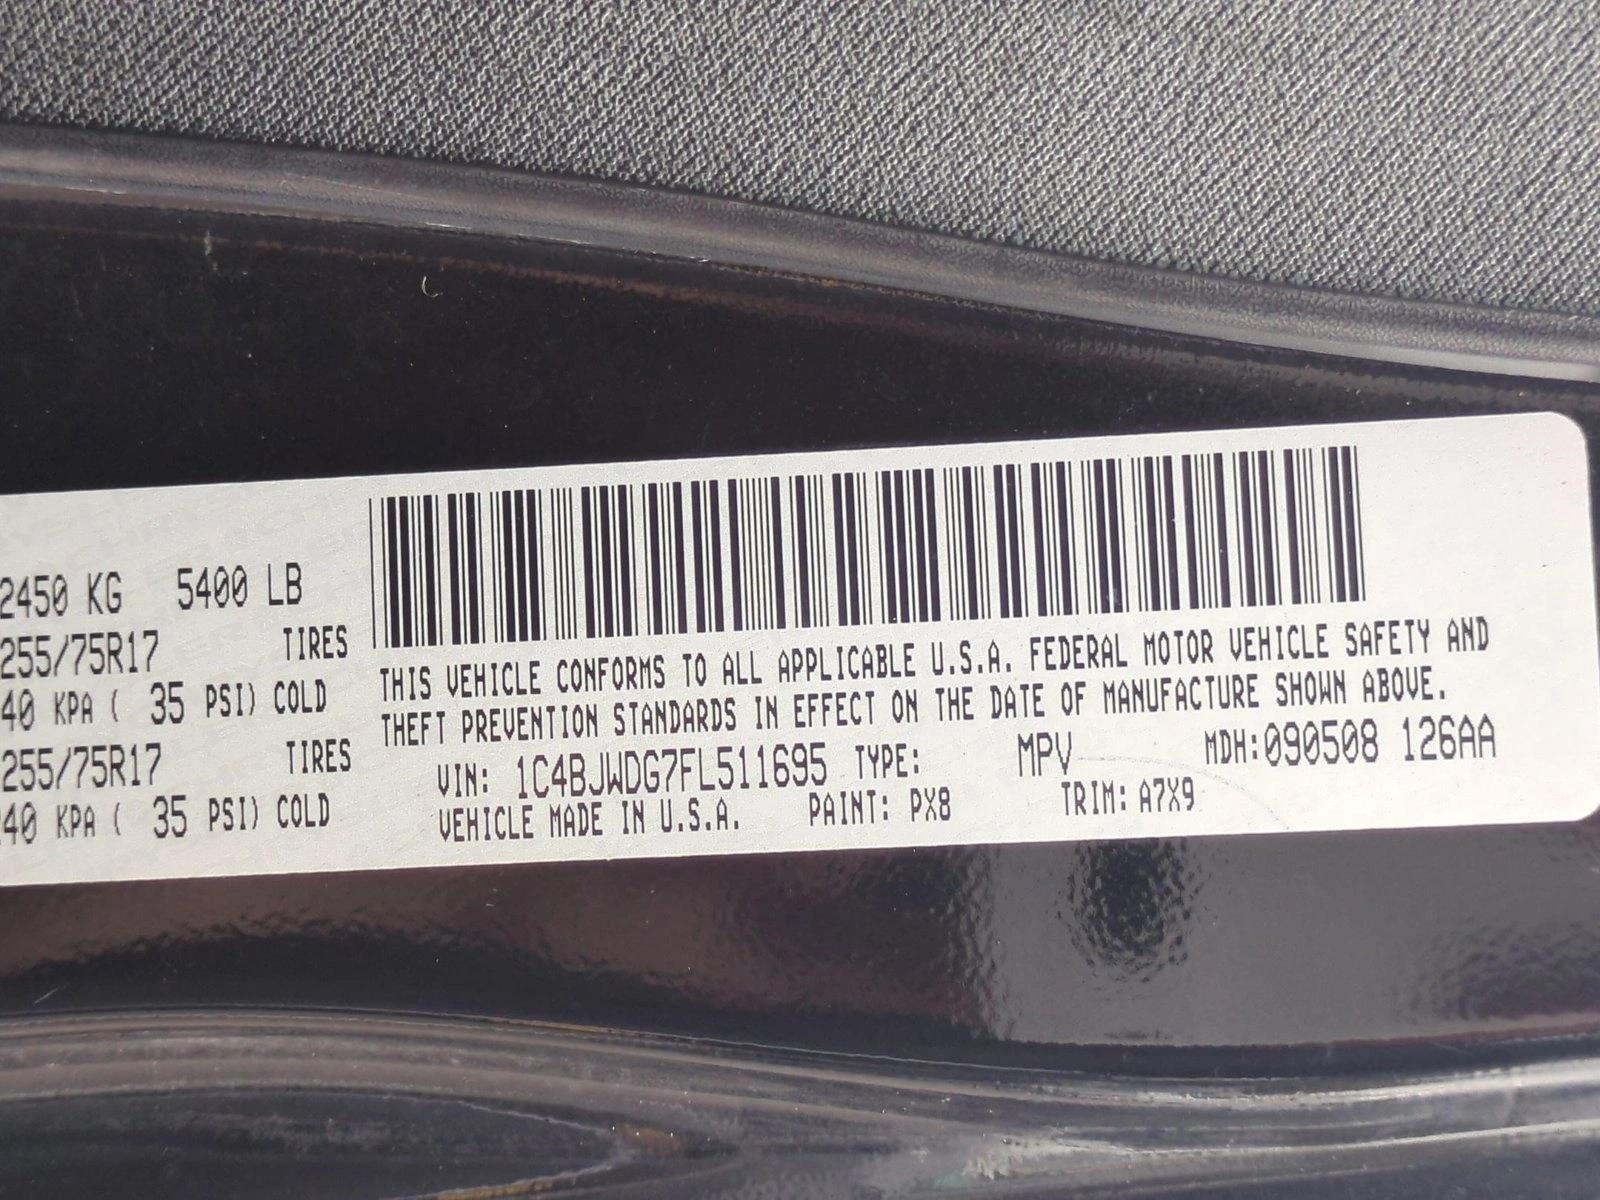 2450 KG 5400 LB
255/75R17 TIRES
40 KPA ( 35 PSI) COLD
255/75R17 TIRES
40 KPA ( 35 PSI) COLD
THIS VEHICLE CONFORMS TO ALL APPLICABLE U.S.A. FEDERAL MOTOR VEHICLE SAFETY AND
THEFT PREVENTION STANDARDS IN EFFECT ON THE DATE OF MANUFACTURE SHOWN ABOVE.
VIN: 1C4BJWDG7FL511695 TYPE: MPV MDH:090508 126AA
VEHICLE MADE IN U.S.A. PAINT: PX8 TRIM: A7X9